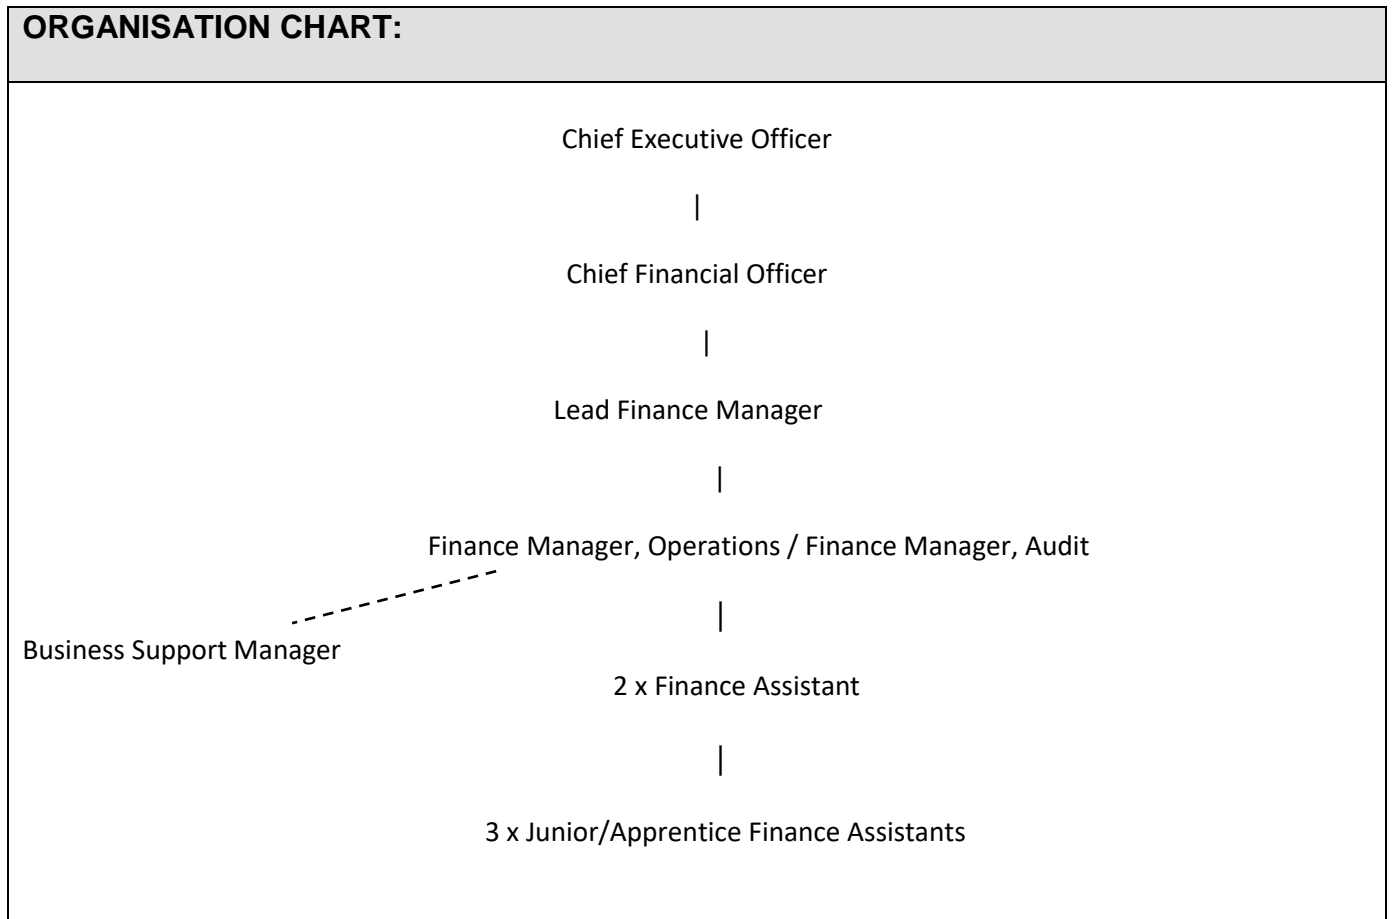 ORGANISATION CHART:
Chief Executive Officer
|
Chief Financial Officer
|
Lead Finance Manager
|
Finance Manager, Operations / Finance Manager, Audit
|
Business Support Manager
2 x Finance Assistant
|
3 x Junior/Apprentice Finance Assistants